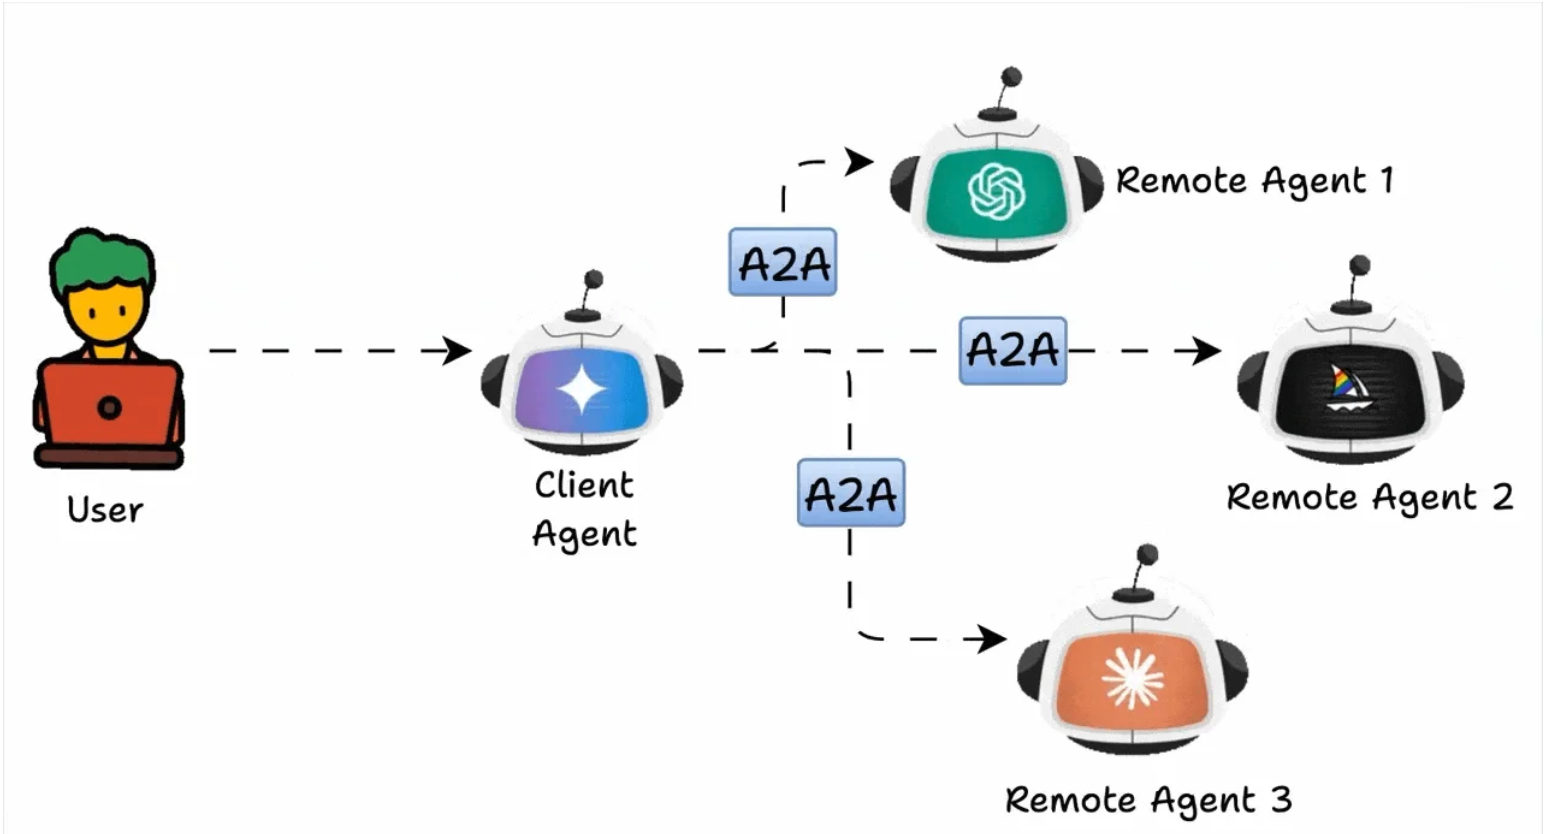 A2A
Remote Agent 1
A2A
User
Client
Agent
A2A
Remote Agent 2
Remote Agent 3